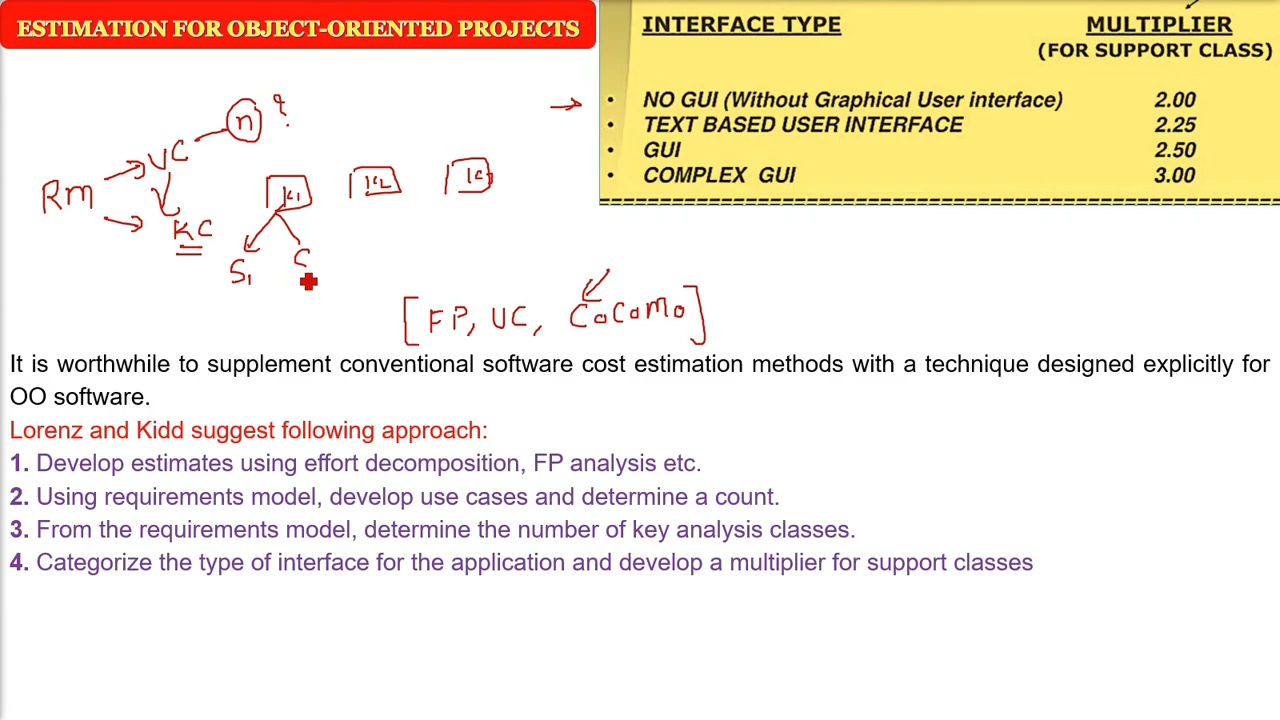 ESTIMATION FOR OBJECT-ORIENTED PROJECTS
INTERFACE TYPE MULTIPLIER
(FOR SUPPORT CLASS)
• NO GUI (Without Graphical User interface) 2.00
• TEXT BASED USER INTERFACE 2.25
• GUI 2.50
• COMPLEX GUI 3.00
n ?
UC
Rm
KC
K1 K2 K
S1 C
[FP, UC, CoCoMo]
It is worthwhile to supplement conventional software cost estimation methods with a technique designed explicitly for
OO software.
Lorenz and Kidd suggest following approach:
1. Develop estimates using effort decomposition, FP analysis etc.
2. Using requirements model, develop use cases and determine a count.
3. From the requirements model, determine the number of key analysis classes.
4. Categorize the type of interface for the application and develop a multiplier for support classes